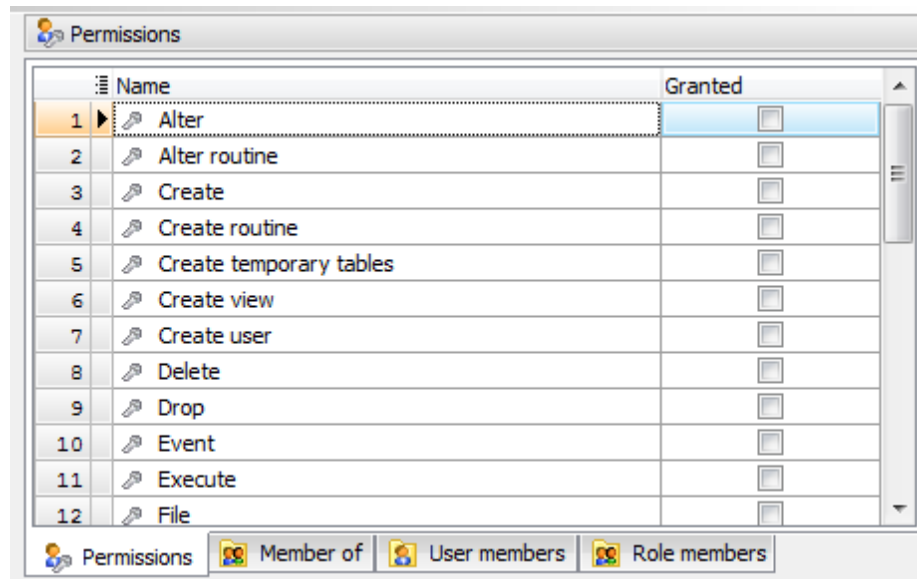 Permissions
Name Granted
1 Alter
2 Alter routine
3 Create
4 Create routine
5 Create temporary tables
6 Create view
7 Create user
8 Delete
9 Drop
10 Event
11 Execute
12 File
Permissions Member of User members Role members